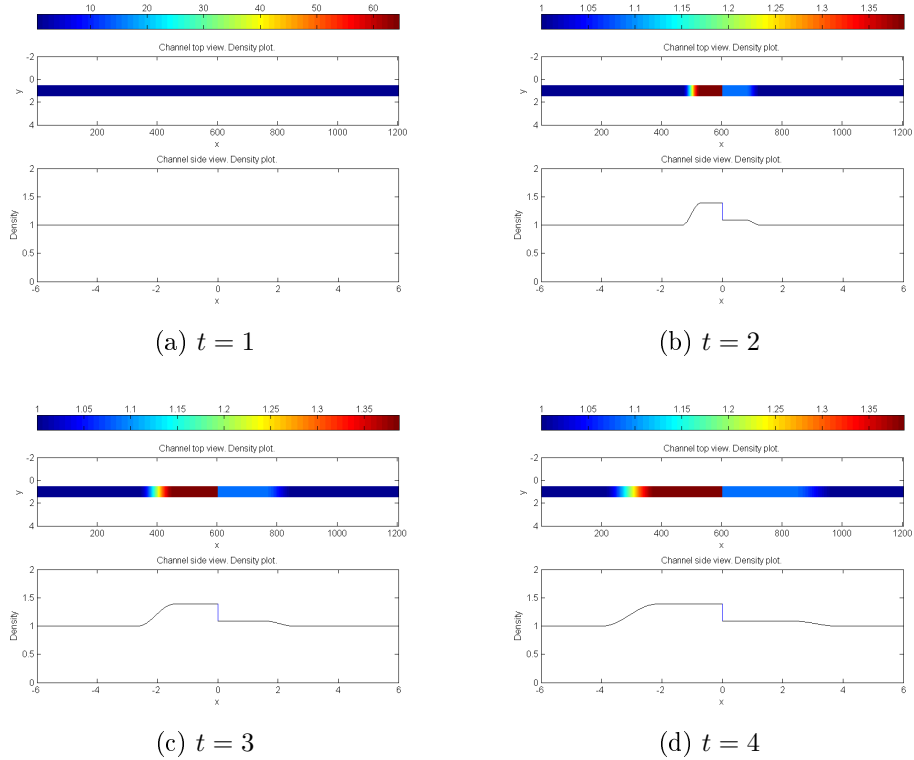 10 20 30 40 50 60
Channel top view. Density plot.
-2
0
y
2
4
200 400 600 800 1000 1200
x
Channel side view. Density plot.
2
1.5
Density
1
0.5
0
-6 -4 -2 0 2 4 6
x
(a) t = 1
1 1.05 1.1 1.15 1.2 1.25 1.3 1.35
Channel top view. Density plot.
-2
0
y
2
4
200 400 600 800 1000 1200
x
Channel side view. Density plot.
2
1.5
Density
1
0.5
0
-6 -4 -2 0 2 4 6
x
(b) t = 2
1 1.05 1.1 1.15 1.2 1.25 1.3 1.35
Channel top view. Density plot.
-2
0
y
2
4
200 400 600 800 1000 1200
x
Channel side view. Density plot.
2
1.5
Density
1
0.5
0
-6 -4 -2 0 2 4 6
x
(c) t = 3
1 1.05 1.1 1.15 1.2 1.25 1.3 1.35
Channel top view. Density plot.
-2
0
y
2
4
200 400 600 800 1000 1200
x
Channel side view. Density plot.
2
1.5
Density
1
0.5
0
-6 -4 -2 0 2 4 6
x
(d) t = 4